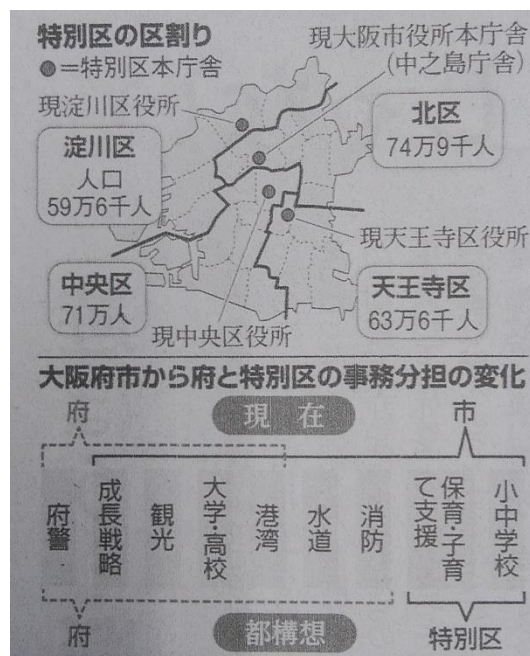 特別区の区割り
●=特別区本庁舎
現大阪市役所本庁舎
(中之島庁舎)
現淀川区役所
淀川区
人口
59万6千人
北区
74万9千人
現天王寺区役所
中央区
71万人
天王寺区
63万6千人
現中央区役所
大阪府市から府と特別区の事務分担の変化
府
現在
市
府警
成長戦略
観光
大学・高校
港湾
水道
消防
保育・子育
て支援
小中学校
府
都構想
特別区